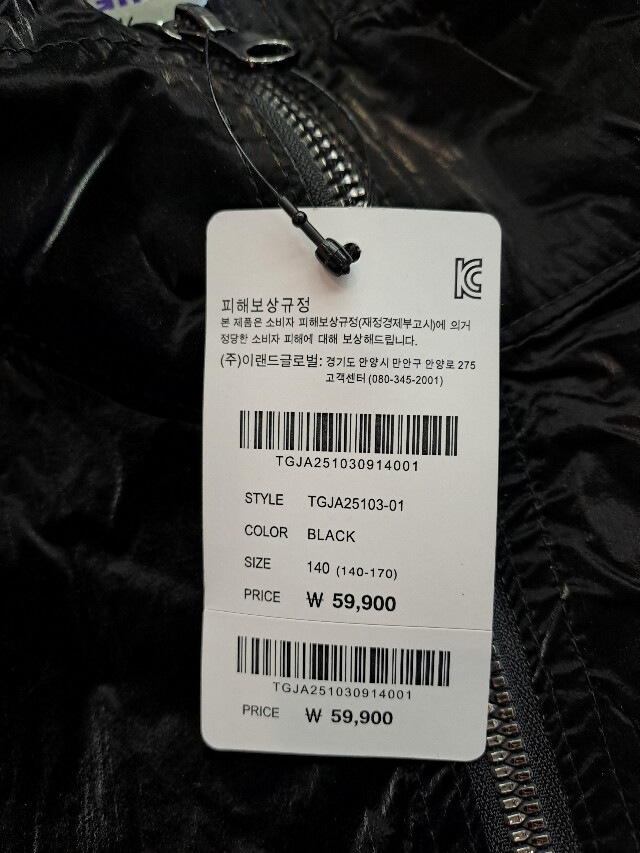 피해보상규정
본 제품은 소비자 피해보상규정(재정경제부고시)에 의거
정당한 소비자 피해에 대해 보상해드립니다.
(주)이랜드글로벌: 경기도 안양시 만안구 안양로 275
고객센터 (080-345-2001)
TGJA251030914001
STYLE TGJA25103-01
COLOR BLACK
SIZE 140 (140-170)
PRICE ₩ 59,900
TGJA251030914001
PRICE ₩ 59,900